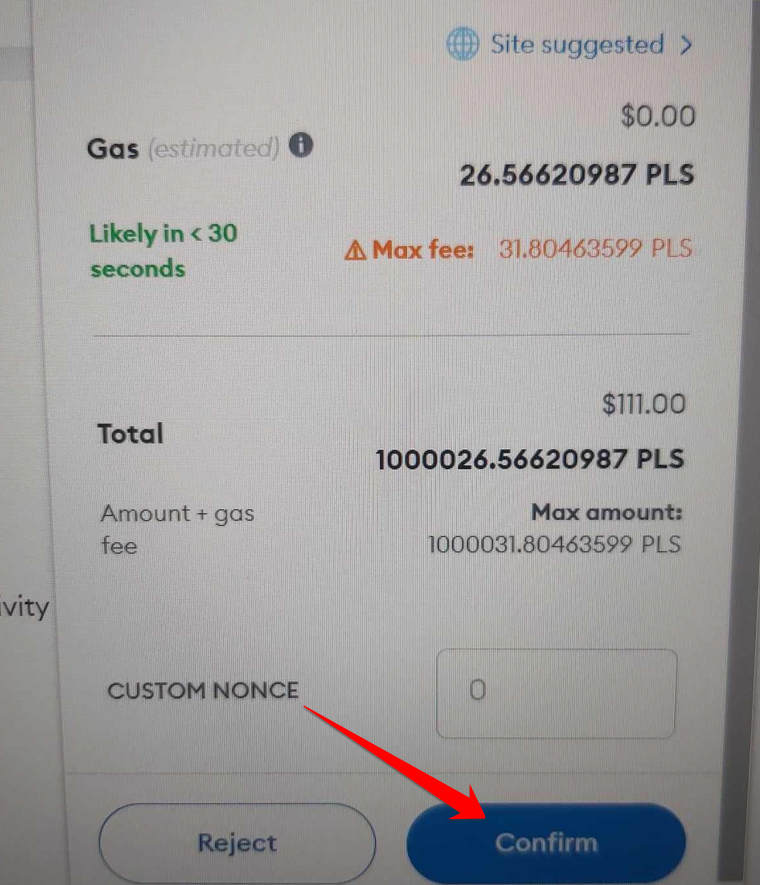 Site suggested >
$0.00
Gas (estimated) i
26.56620987 PLS
Likely in < 30
seconds
Max fee: 31.80463599 PLS
$111.00
Total
1000026.56620987 PLS
Amount + gas
fee
Max amount:
1000031.80463599 PLS
ivity
CUSTOM NONCE
0
Reject
Confirm